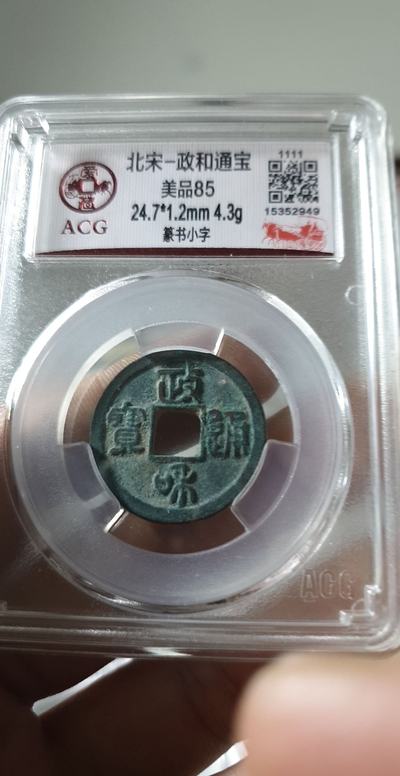 ACG
北宋-政和通宝
美品85
24.7*1.2mm 4.3g
篆书小字
1111
15352949
政
寶 通
和
ACG